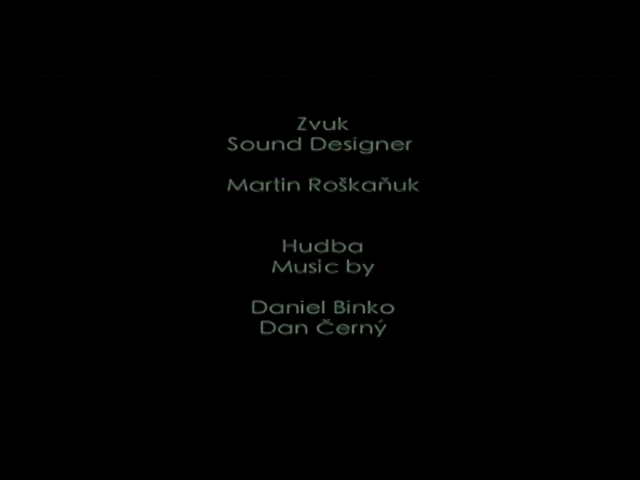 Zvuk
Sound Designer
Martin Roškaňuk
Hudba
Music by
Daniel Binko
Dan Černý